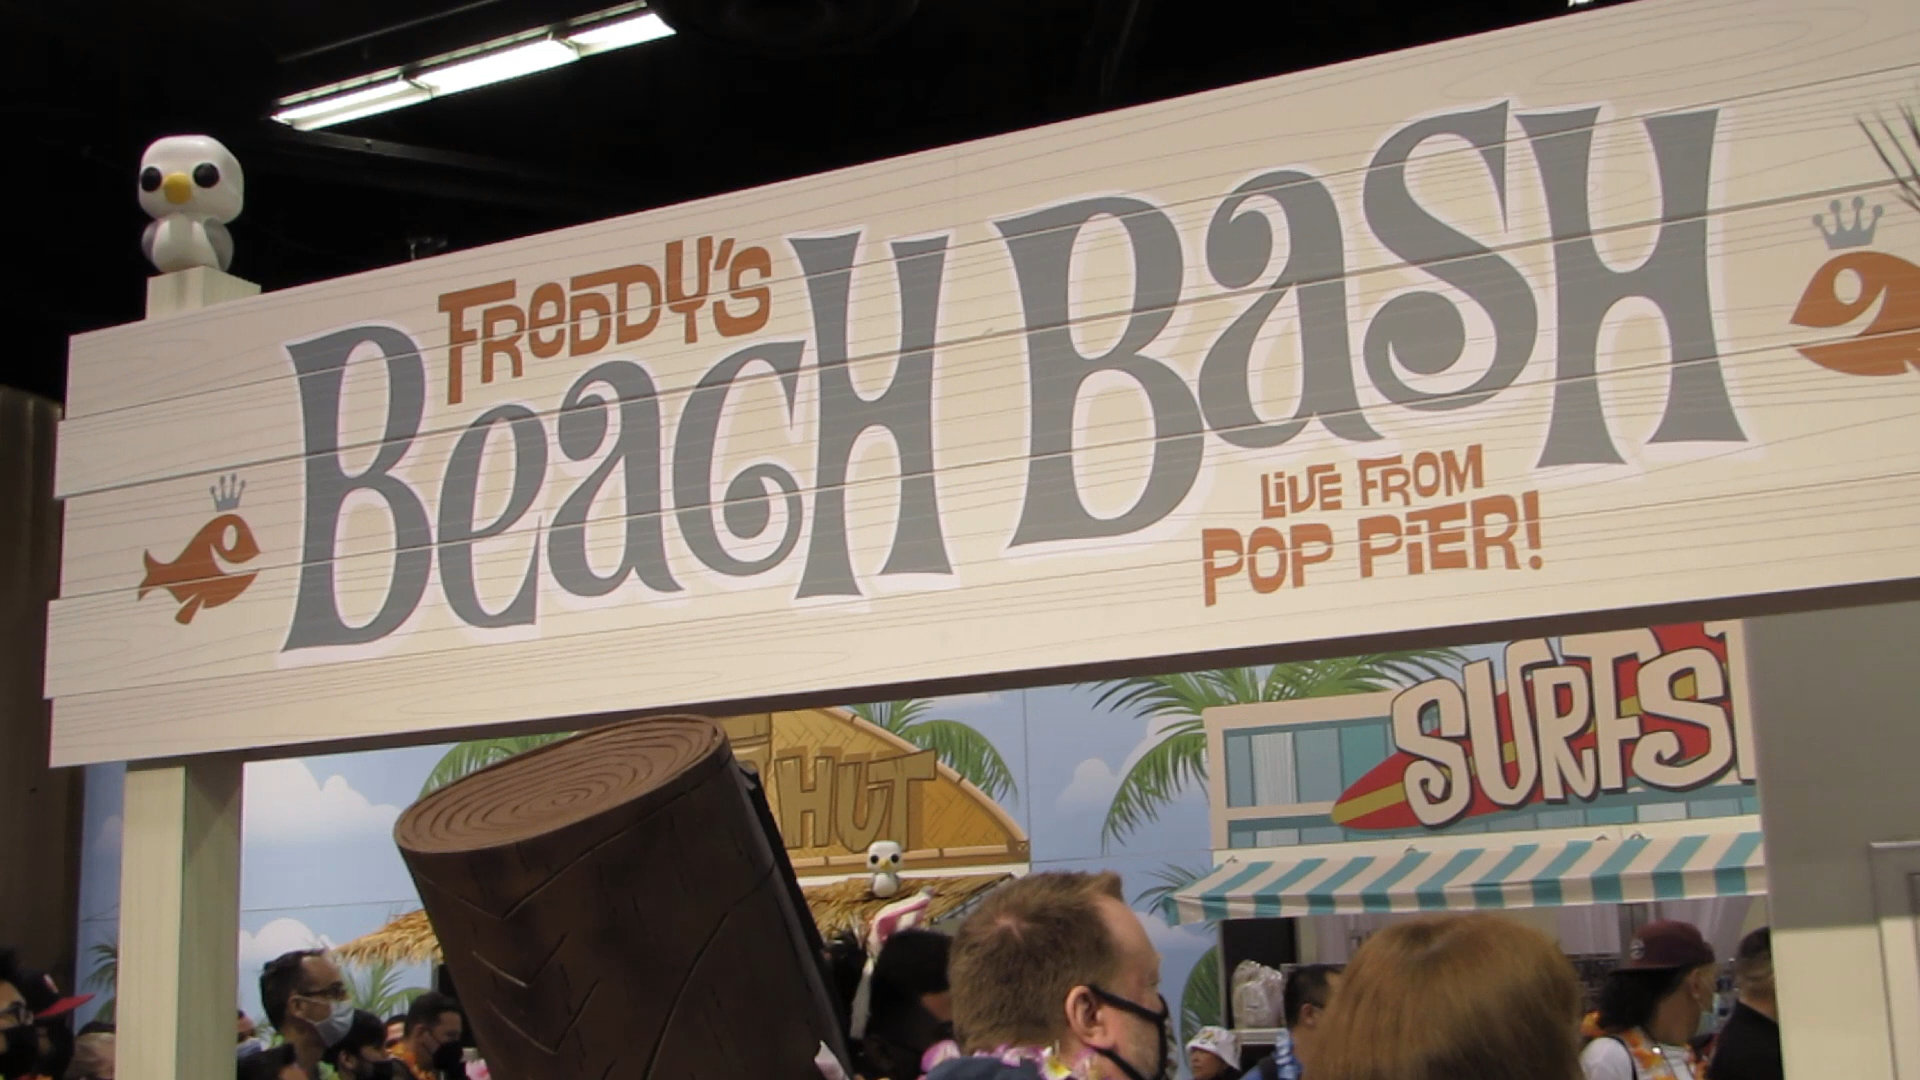 FREDDY'S
BEACH BASH
LIVE FROM
POP PIER!
HUT
SURFS